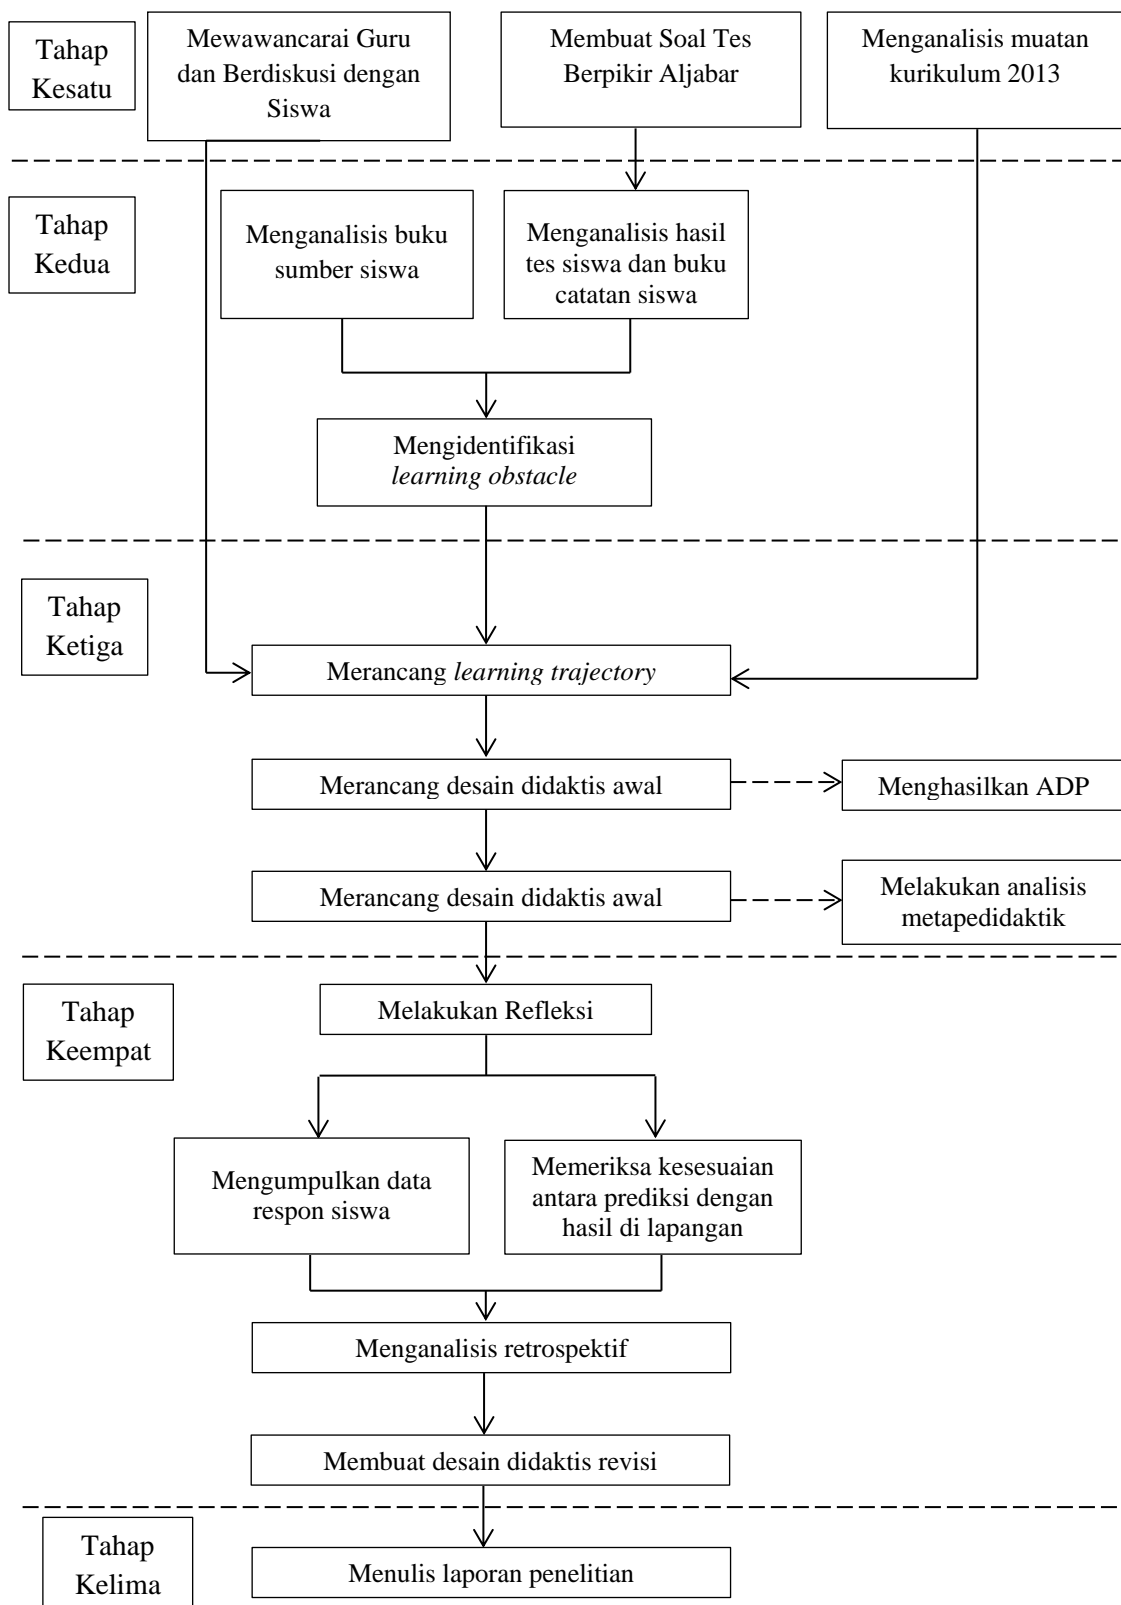 Tahap
Kesatu
Mewawancarai Guru
dan Berdiskusi dengan
Siswa
Membuat Soal Tes
Berpikir Aljabar
Menganalisis muatan
kurikulum 2013
Tahap
Kedua
Menganalisis buku
sumber siswa
Menganalisis hasil
tes siswa dan buku
catatan siswa
Mengidentifikasi
learning obstacle
Tahap
Ketiga
Merancang learning trajectory
Merancang desain didaktis awal
Menghasilkan ADP
Merancang desain didaktis awal
Melakukan analisis
metapedidaktik
Tahap
Keempat
Melakukan Refleksi
Mengumpulkan data
respon siswa
Memeriksa kesesuaian
antara prediksi dengan
hasil di lapangan
Menganalisis retrospektif
Membuat desain didaktis revisi
Tahap
Kelima
Menulis laporan penelitian